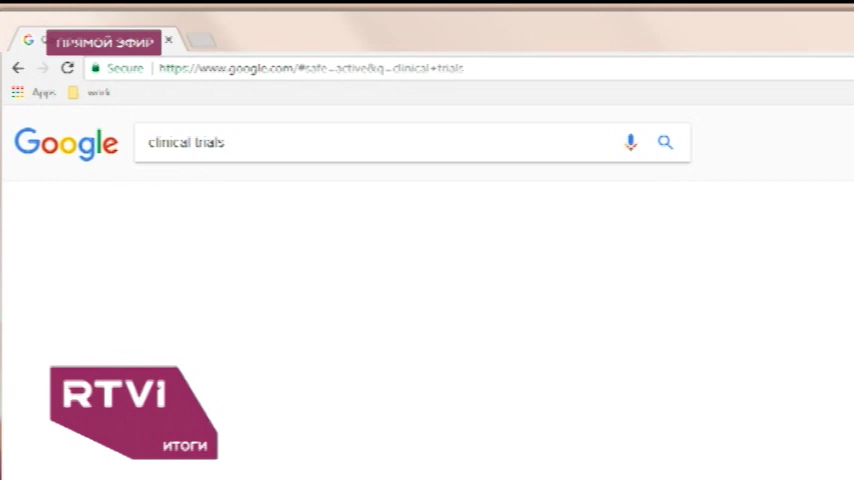 ПРЯМОЙ ЭФИР
Secure https://www.google.com/#safe=active&q=clinical+trials
Apps work
Google clinical trials
RTVi
ИТОГИ